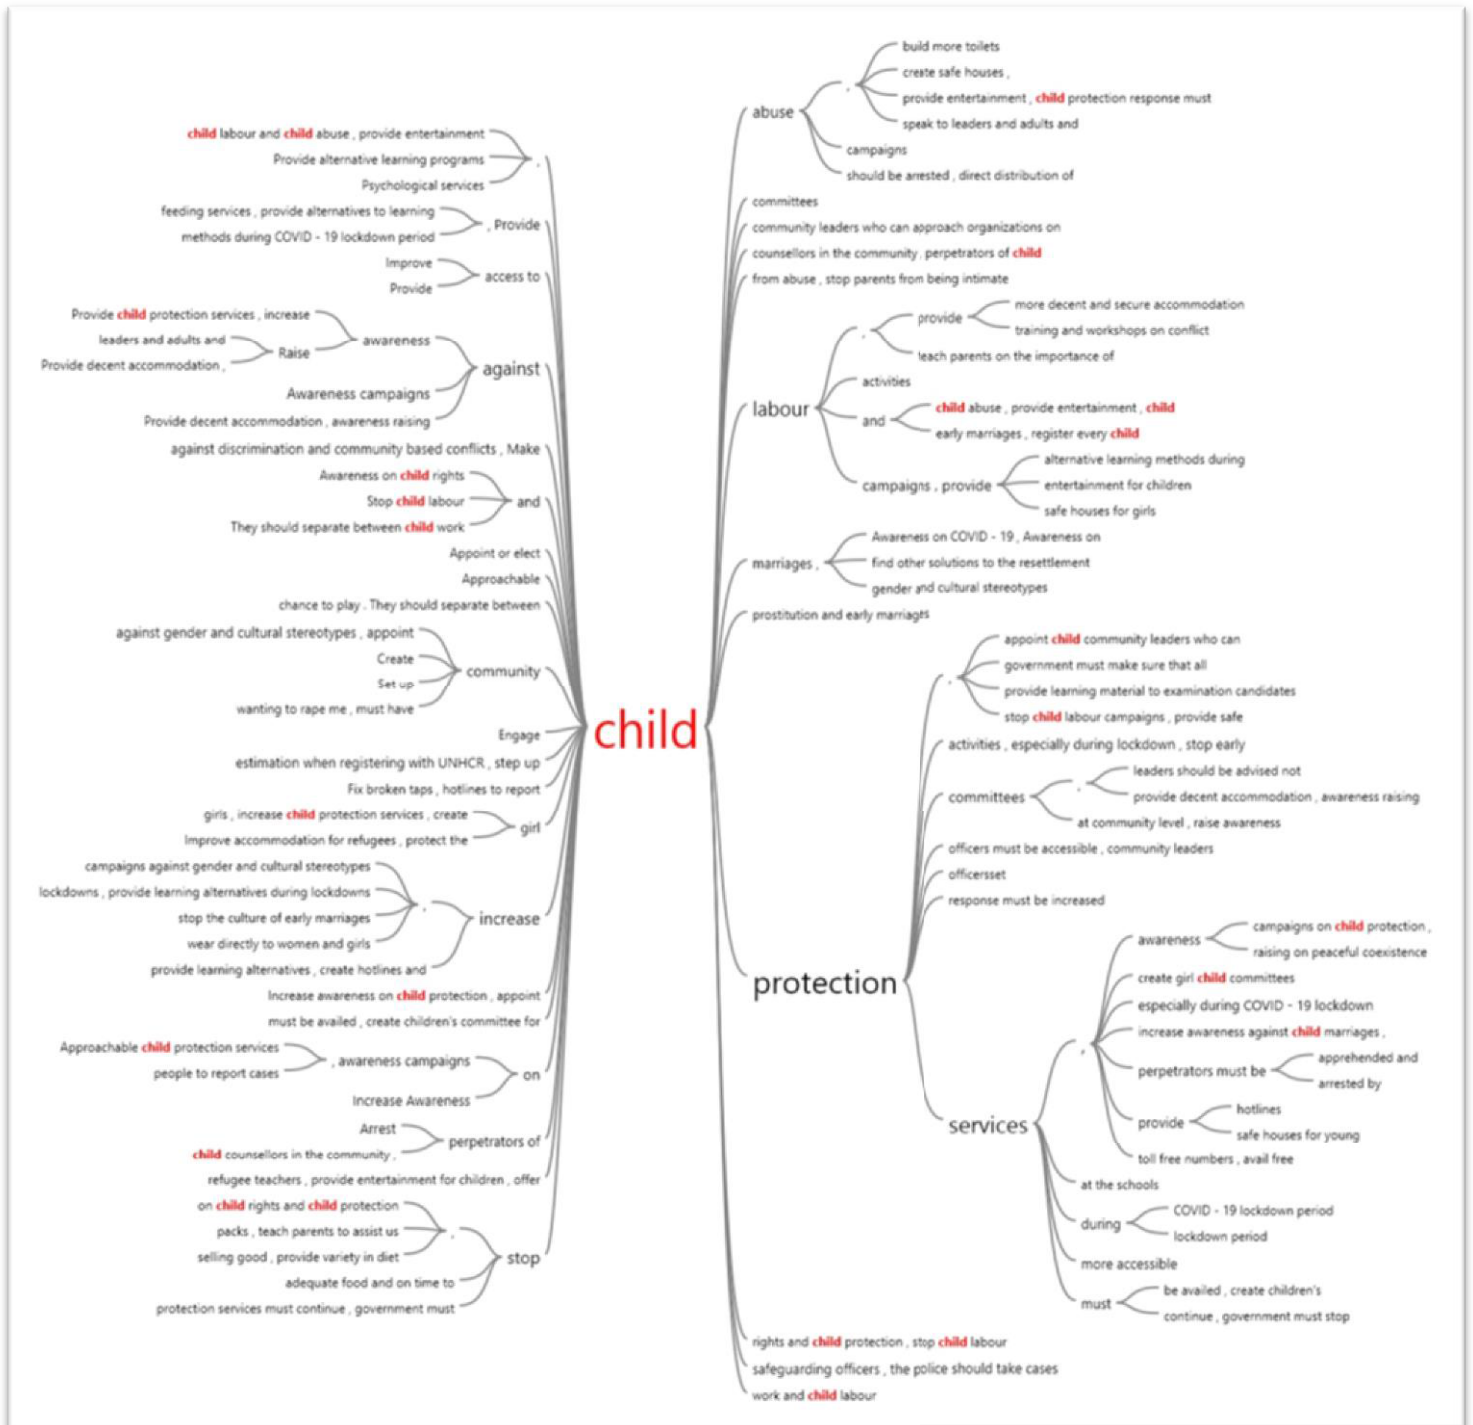 child labour and child abuse , provide entertainment
Provide alternative learning programs
Psychological services
,
feeding services , provide alternatives to learning
methods during COVID - 19 lockdown period
, Provide
Improve
Provide
access to
Provide child protection services , increase
leaders and adults and
Provide decent accommodation ,
Raise
awareness
Awareness campaigns
Provide decent accommodation , awareness raising
against
against discrimination and community based conflicts , Make
Awareness on child rights
Stop child labour
They should separate between child work
and
Appoint or elect
Approachable
chance to play . They should separate between
against gender and cultural stereotypes , appoint
Create
Set up
wanting to rape me , must have
community
Engage
estimation when registering with UNHCR , step up
Fix broken taps , hotlines to report
girls , increase child protection services , create
Improve accommodation for refugees , protect the
girl
campaigns against gender and cultural stereotypes
lockdowns , provide learning alternatives during lockdowns
stop the culture of early marriages
wear directly to women and girls
,
provide learning alternatives , create hotlines and
increase
Increase awareness on child protection , appoint
must be availed , create children's committee for
Approachable child protection services
people to report cases
, awareness campaigns
Increase Awareness
on
Arrest
child counsellors in the community ,
perpetrators of
refugee teachers , provide entertainment for children , offer
on child rights and child protection
packs , teach parents to assist us
selling good , provide variety in diet
,
adequate food and on time to
protection services must continue , government must
stop
child
abuse
,
build more toilets
create safe houses ,
provide entertainment , child protection response must
speak to leaders and adults and
campaigns
should be arrested , direct distribution of
committees
community leaders who can approach organizations on
counsellors in the community , perpetrators of child
from abuse , stop parents from being intimate
labour
,
provide
more decent and secure accommodation
training and workshops on conflict
teach parents on the importance of
activities
and
child abuse , provide entertainment , child
early marriages , register every child
campaigns , provide
alternative learning methods during
entertainment for children
safe houses for girls
marriages ,
Awareness on COVID - 19 , Awareness on
find other solutions to the resettlement
gender and cultural stereotypes
prostitution and early marriages
protection
,
appoint child community leaders who can
government must make sure that all
provide learning material to examination candidates
stop child labour campaigns , provide safe
activities , especially during lockdown , stop early
committees
,
leaders should be advised not
provide decent accommodation , awareness raising
at community level , raise awareness
officers must be accessible , community leaders
officersset
response must be increased
services
,
awareness
campaigns on child protection ,
raising on peaceful coexistence
create girl child committees
especially during COVID - 19 lockdown
increase awareness against child marriages ,
perpetrators must be
apprehended and
arrested by
provide
hotlines
safe houses for young
toll free numbers , avail free
at the schools
during
COVID - 19 lockdown period
lockdown period
more accessible
must
be availed , create children's
continue , government must stop
rights and child protection , stop child labour
safeguarding officers , the police should take cases
work and child labour